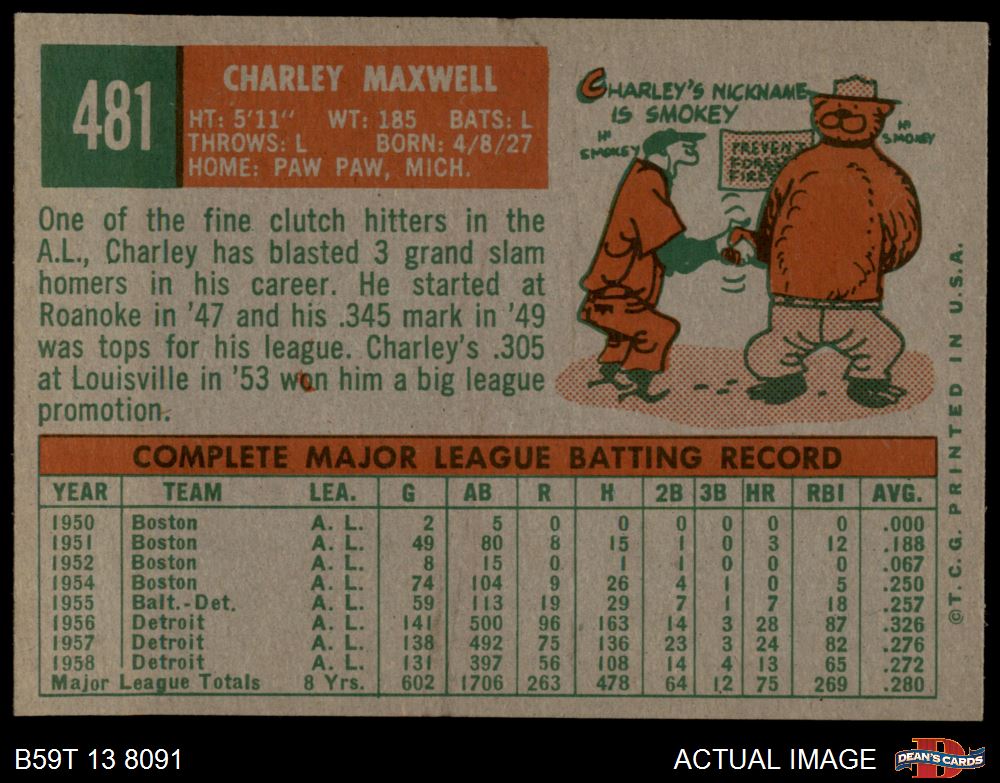 481
CHARLEY MAXWELL
HT: 5'11" WT: 185 BATS: L
THROWS: L BORN: 4/8/27
HOME: PAW PAW, MICH.
One of the fine clutch hitters in the
A.L., Charley has blasted 3 grand slam
homers in his career. He started at
Roanoke in '47 and his .345 mark in '49
was tops for his league. Charley's .305
at Louisville in '53 won him a big league
promotion.
CHARLEY'S NICKNAME
IS SMOKEY
HI
SMOKEY
PREVENT
FOREST
FIRES
HI
SMOKEY
©T. C. G. PRINTED IN U.S.A.
COMPLETE MAJOR LEAGUE BATTING RECORD
YEAR TEAM LEA. G AB R H 2B 3B HR RBI AVG.
1950 Boston A. L. 2 5 0 0 0 0 0 0 .000
1951 Boston A. L. 49 80 8 15 1 0 3 12 .188
1952 Boston A. L. 8 15 0 1 1 0 0 0 .067
1954 Boston A. L. 74 104 9 26 4 1 0 5 .250
1955 Balt.-Det. A. L. 59 113 19 29 7 1 7 18 .257
1956 Detroit A. L. 141 500 96 163 14 3 28 87 .326
1957 Detroit A. L. 138 492 75 136 23 3 24 82 .276
1958 Detroit A. L. 131 397 56 108 14 4 13 65 .272
Major League Totals 8 Yrs. 602 1706 263 478 64 12 75 269 .280
B59T 13 8091
ACTUAL IMAGE
D
DEAN'S CARDS